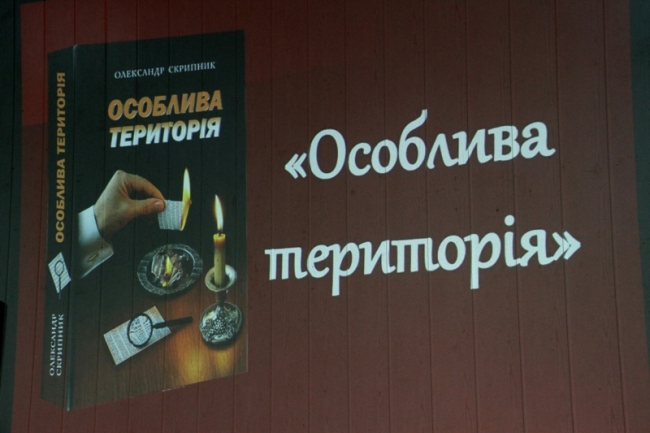 ОЛЕКСАНДР СКРИПНИК
ОСОБЛИВА
ТЕРИТОРІЯ
ОСОБЛИВА ТЕРИТОРІЯ
ОЛЕКСАНДР
СКРИПНИК
«Особлива
територія»